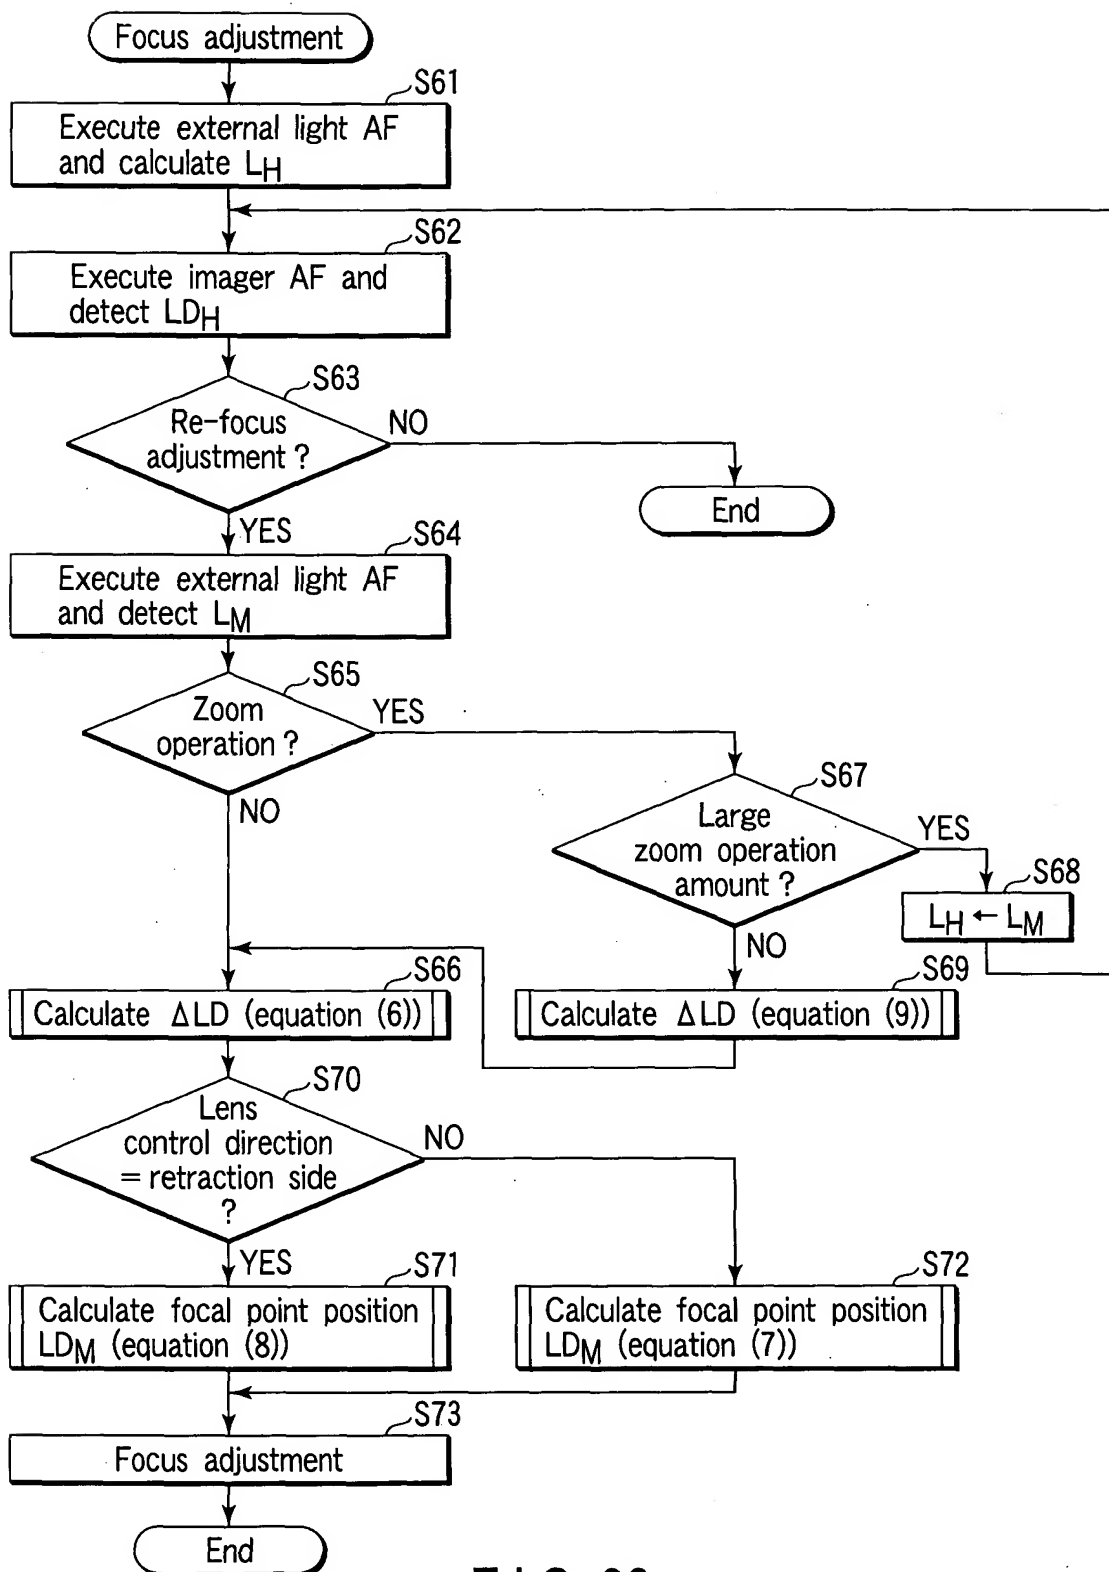 Focus adjustment
S61
Execute external light AF
and calculate LH
S62
Execute imager AF and
detect LDH
S63
Re-focus
adjustment ?
NO
End
YES
S64
Execute external light AF
and detect LM
S65
Zoom
operation ?
YES
NO
S67
Large
zoom operation
amount ?
YES
S68
LH ← LM
NO
S66
Calculate ΔLD (equation (6))
S69
Calculate ΔLD (equation (9))
S70
Lens
control direction
= retraction side
?
NO
YES
S71
Calculate focal point position
LDM (equation (8))
S72
Calculate focal point position
LDM (equation (7))
S73
Focus adjustment
End